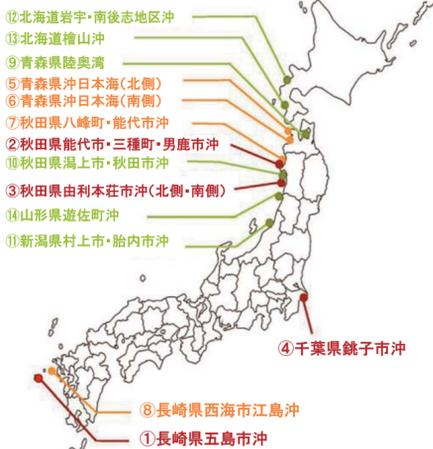 ⑫北海道岩宇・南後志地区沖
⑬北海道檜山沖
⑨青森県陸奥湾
⑤青森県沖日本海(北側)
⑥青森県沖日本海(南側)
⑦秋田県八峰町・能代市沖
②秋田県能代市・三種町・男鹿市沖
⑩秋田県潟上市・秋田市沖
③秋田県由利本荘市沖(北側・南側)
⑭山形県遊佐町沖
⑪新潟県村上市・胎内市沖
④千葉県銚子市沖
⑧長崎県西海市江島沖
①長崎県五島市沖